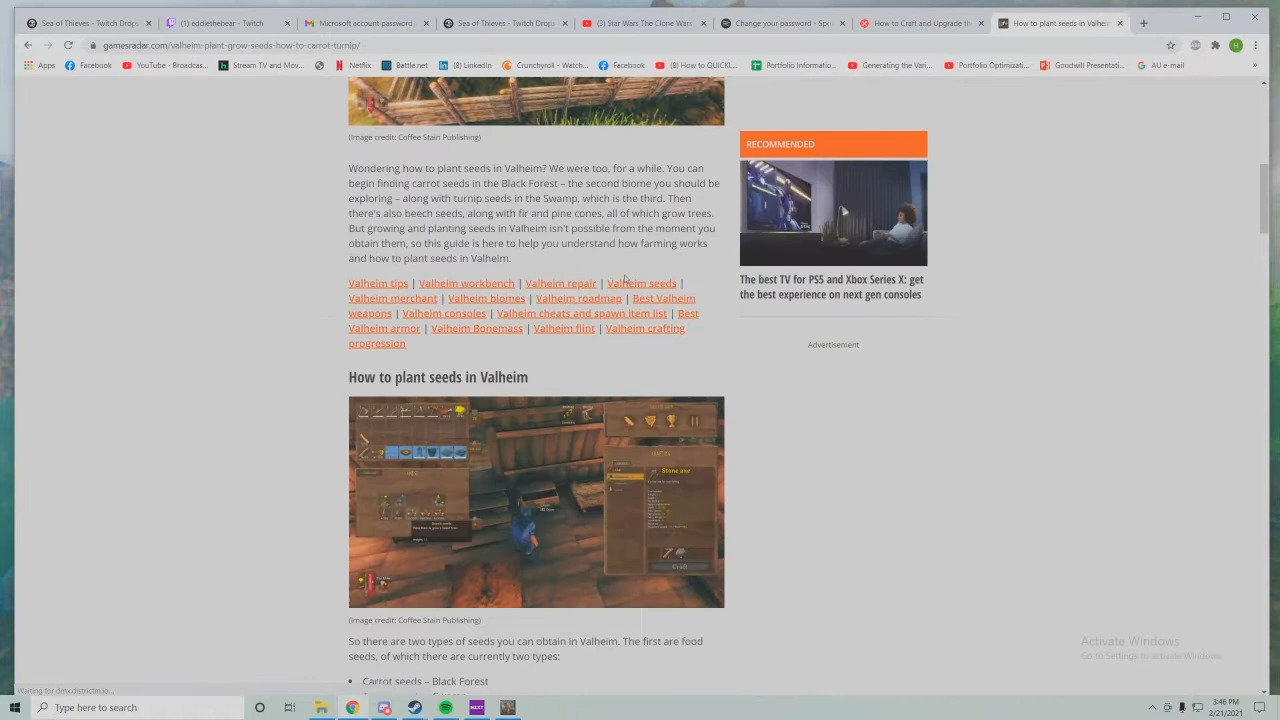 Sea of Thieves - Twitch Drops
(1) eddiethebear - Twitch
Microsoft account password
Sea of Thieves - Twitch Drops
(3) Star Wars The Clone Wars
Change your password - Spo
How to Craft and Upgrade th
How to plant seeds in Valheim
gamesradar.com/valheim-plant-grow-seeds-how-to-carrot-turnip/
Apps
Facebook
YouTube - Broadcas...
Stream TV and Mov...
Netflix
Battle.net
(8) LinkedIn
Crunchyroll - Watch...
Facebook
(8) How to QUICKL...
Portfolio Informatio...
Generating the Vari...
Portfolio Optimizati...
Goodwill Presentati...
AU e-mail
»
(Image credit: Coffee Stain Publishing)
Wondering how to plant seeds in Valheim? We were too, for a while. You can
begin finding carrot seeds in the Black Forest – the second biome you should be
exploring – along with turnip seeds in the Swamp, which is the third. Then
there's also beech seeds, along with fir and pine cones, all of which grow trees.
But growing and planting seeds in Valheim isn't possible from the moment you
obtain them, so this guide is here to help you understand how farming works
and how to plant seeds in Valheim.
Valheim tips | Valheim workbench | Valheim repair | Valheim seeds |
Valheim merchant | Valheim biomes | Valheim roadmap | Best Valheim
weapons | Valheim consoles | Valheim cheats and spawn item list | Best
Valheim armor | Valheim Bonemass | Valheim flint | Valheim crafting
progression
How to plant seeds in Valheim
Stone axe
Craft
(Image credit: Coffee Stain Publishing)
So there are two types of seeds you can obtain in Valheim. The first are food
seeds, of which there are currently two types:
• Carrot seeds – Black Forest
RECOMMENDED
The best TV for PS5 and Xbox Series X: get
the best experience on next gen consoles
Advertisement
Activate Windows
Go to Settings to activate Windows.
Waiting for dmx.districtm.io...
Type here to search
NZXT
3:46 PM
2/21/2021